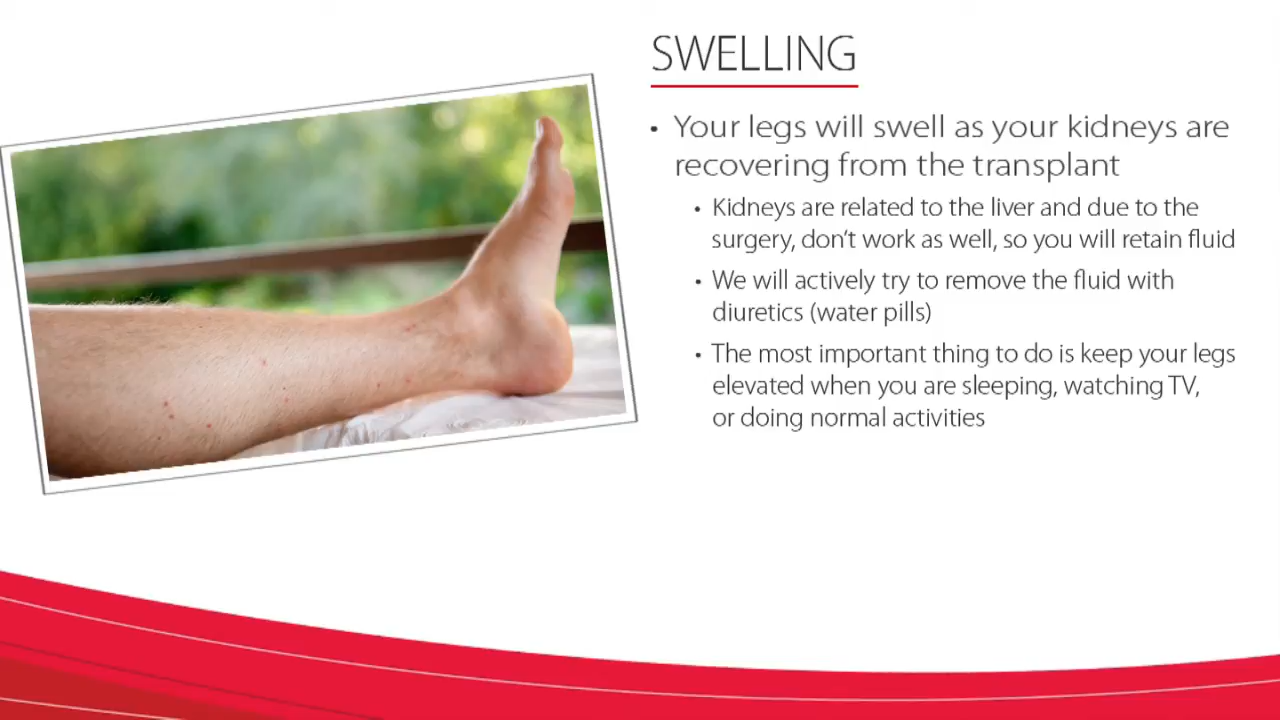 SWELLING
• Your legs will swell as your kidneys are
recovering from the transplant
• Kidneys are related to the liver and due to the
surgery, don’t work as well, so you will retain fluid
• We will actively try to remove the fluid with
diuretics (water pills)
• The most important thing to do is keep your legs
elevated when you are sleeping, watching TV,
or doing normal activities